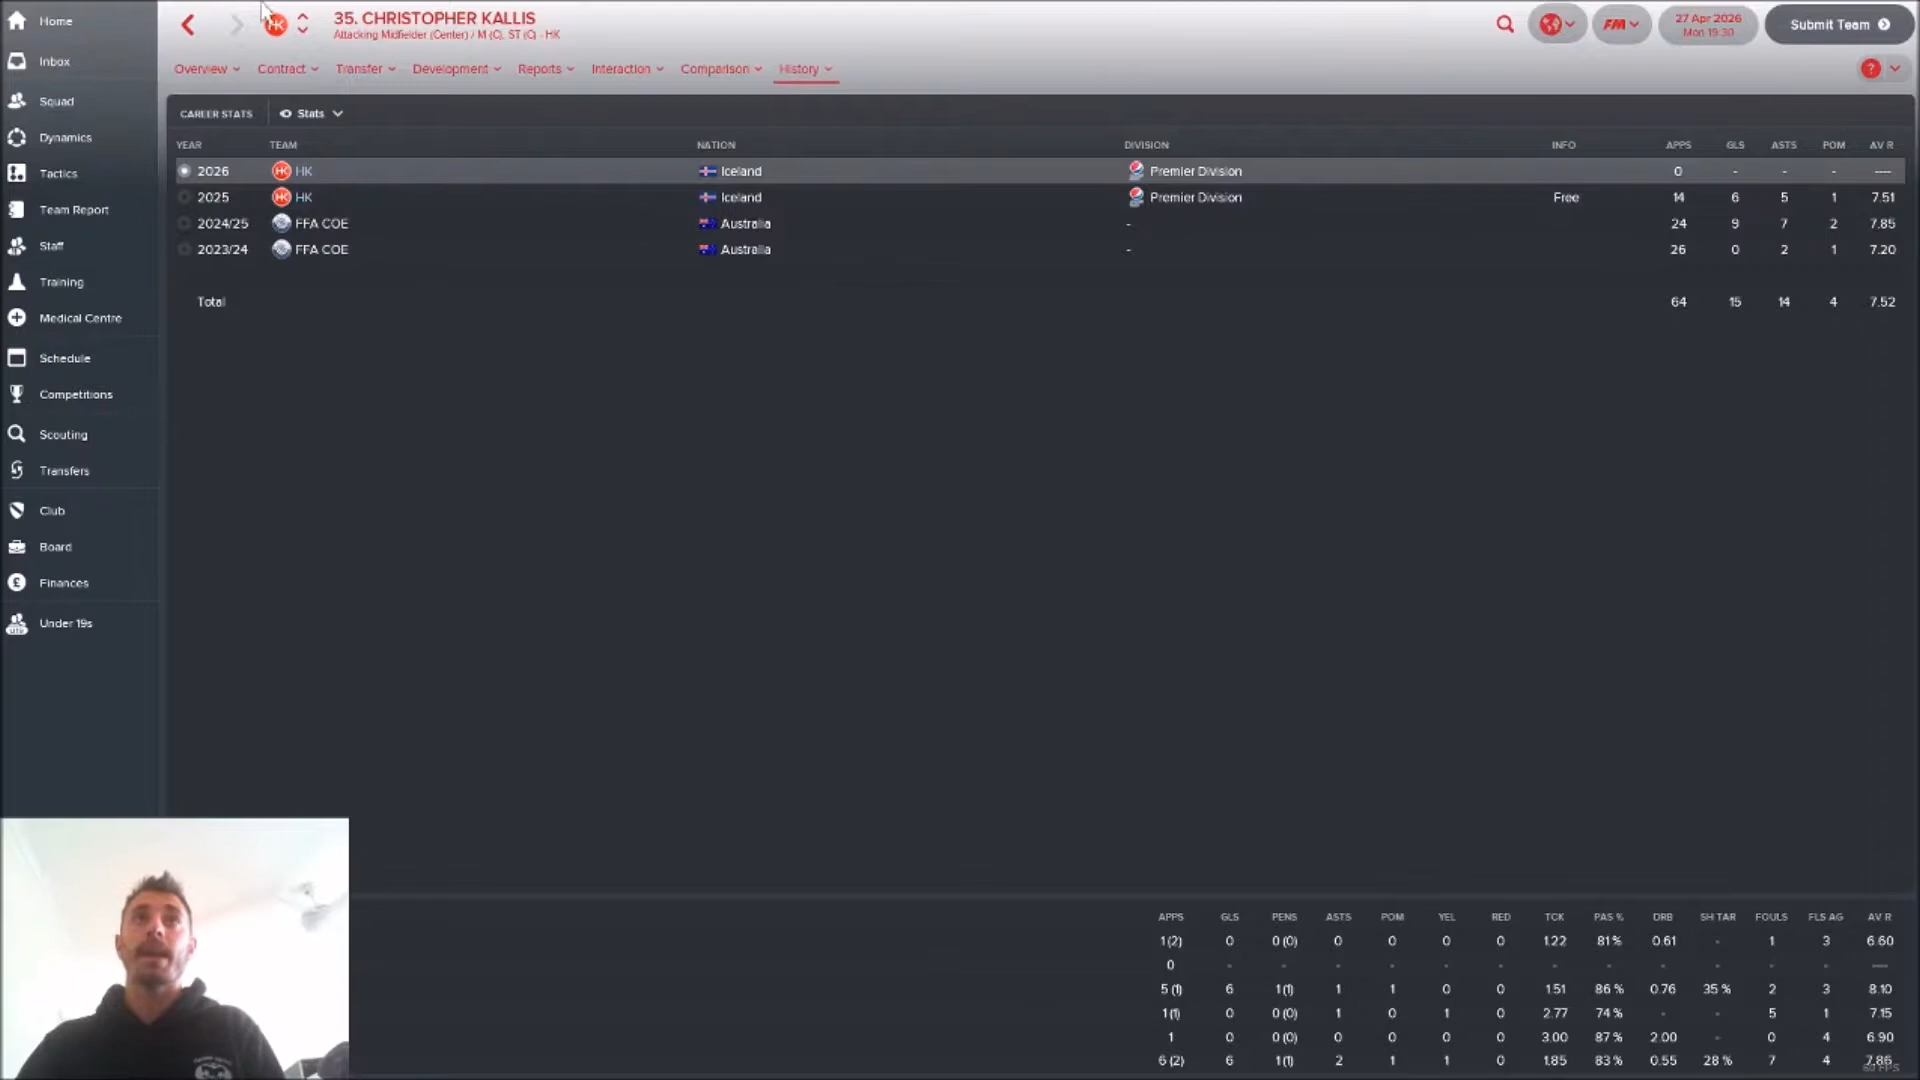 Home
Inbox
Squad
Dynamics
Tactics
Team Report
Staff
Training
Medical Centre
Schedule
Competitions
Scouting
Transfers
Club
Board
Finances
Under 19s
HK
35. CHRISTOPHER KALLIS
Attacking Midfielder (Center) / M (C), ST (C) - HK
FM
27 Apr 2026
Mon 19:30
Submit Team
Overview Contract Transfer Development Reports Interaction Comparison History
?
CAREER STATS Stats
YEAR TEAM NATION DIVISION INFO APPS GLS ASTS POM AV R
2026 HK HK Iceland Premier Division 0 - - - ----
2025 HK HK Iceland Premier Division Free 14 6 5 1 7.51
2024/25 FFA COE Australia - 24 9 7 2 7.85
2023/24 FFA COE Australia - 26 0 2 1 7.20
Total 64 15 14 4 7.52
APPS GLS PENS ASTS POM YEL RED TCK PAS % DRB SH TAR FOULS FLS AG AV R
1 (2) 0 0 (0) 0 0 0 0 1.22 81% 0.61 - 1 3 6.60
0 - - - - - - - - - - - - ----
5 (1) 6 1 (1) 1 1 0 0 1.51 86 % 0.76 35 % 2 3 8.10
1 (1) 0 0 (0) 1 0 1 0 2.77 74 % - - 5 1 7.15
1 0 0 (0) 0 0 0 0 3.00 87 % 2.00 - 0 4 6.90
6 (2) 6 1 (1) 2 1 1 0 1.85 83 % 0.55 28 % 7 4 7.86
60 FPS